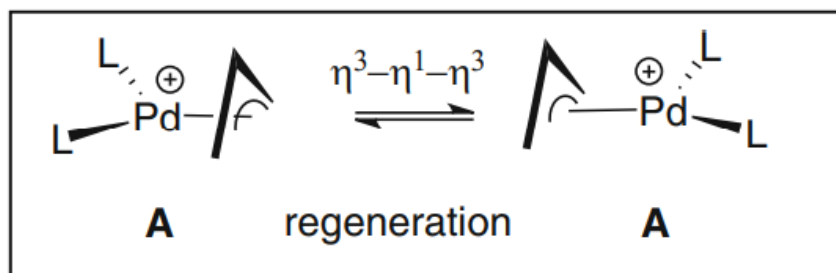 L ⊕ Pd L
η³–η¹–η³
⊕ L Pd L
A regeneration A